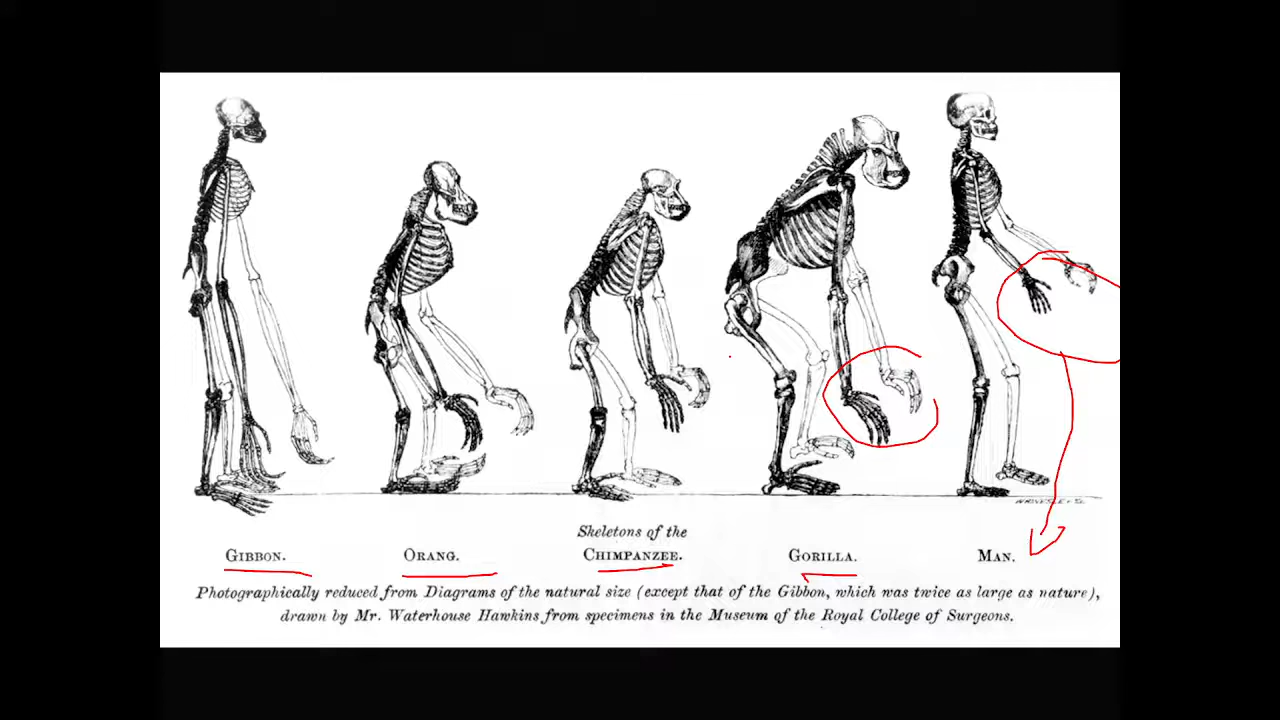 Skeletons of the
GIBBON. ORANG. CHIMPANZEE. GORILLA. MAN.
Photographically reduced from Diagrams of the natural size (except that of the Gibbon, which was twice as large as nature),
drawn by Mr. Waterhouse Hawkins from specimens in the Museum of the Royal College of Surgeons.